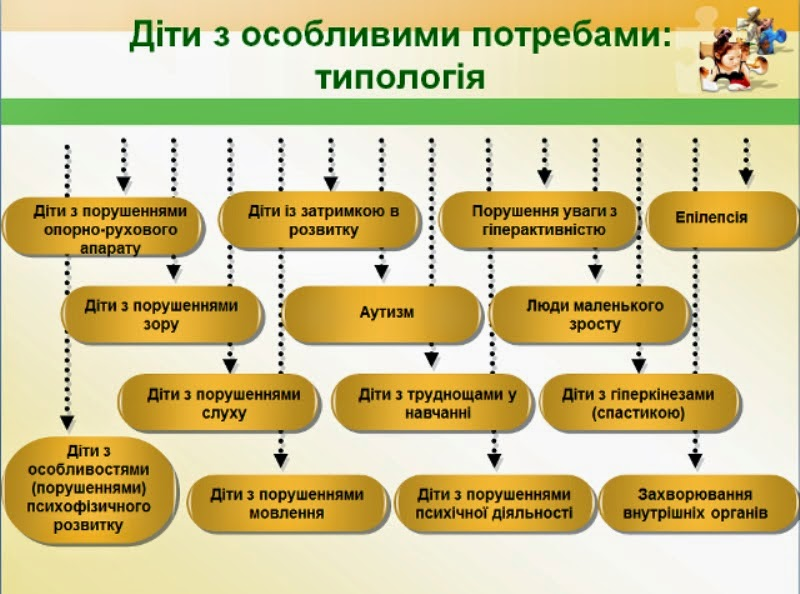 Діти з особливими потребами:
типологія
Діти з порушеннями
опорно-рухового
апарату
Діти із затримкою в
розвитку
Порушення уваги з
гіперактивністю
Епілепсія
Діти з порушеннями
зору
Аутизм
Люди маленького
зросту
Діти з порушеннями
слуху
Діти з труднощами у
навчанні
Діти з гіперкінезами
(спастикою)
Діти з
особливостями
(порушеннями)
психофізичного
розвитку
Діти з порушеннями
мовлення
Діти з порушеннями
психічної діяльності
Захворювання
внутрішніх органів